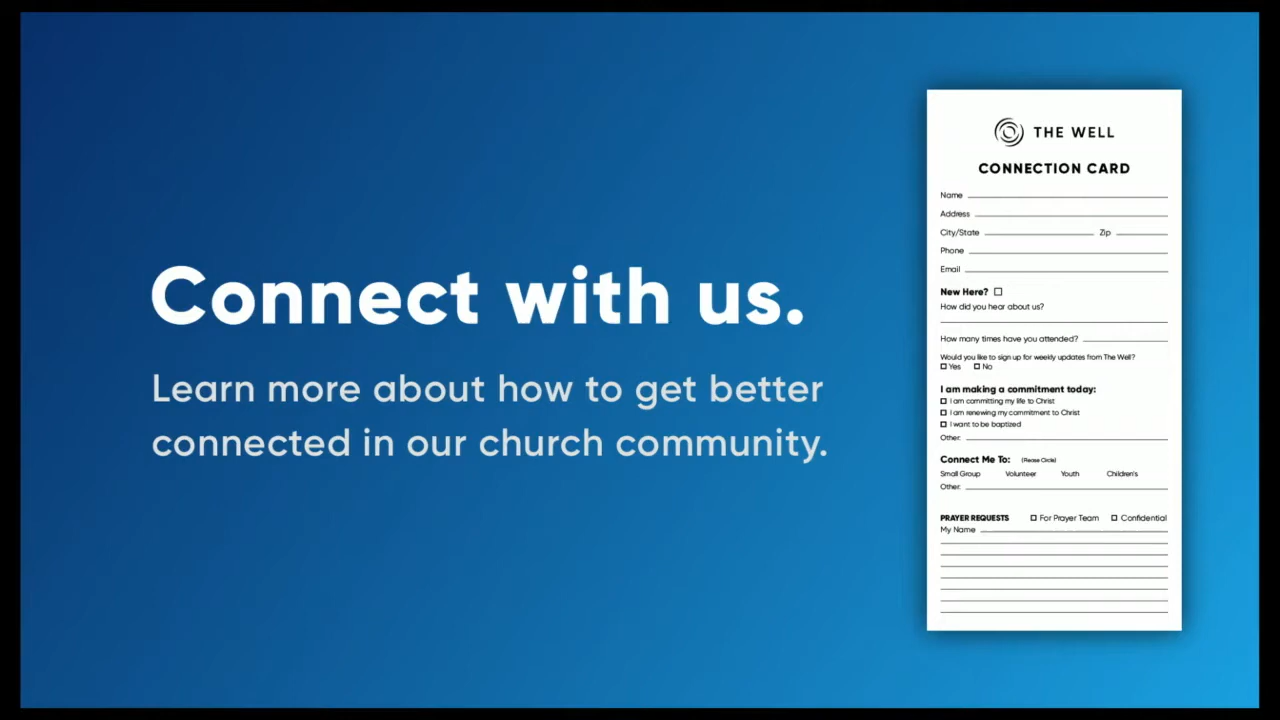 Connect with us.
Learn more about how to get better
connected in our church community.
THE WELL
CONNECTION CARD
Name
Address
City/State Zip
Phone
Email
New Here?
How did you hear about us?
How many times have you attended?
Would you like to sign up for weekly updates from The Well?
Yes No
I am making a commitment today:
I am committing my life to Christ
I am renewing my commitment to Christ
I want to be baptized
Other:
Connect Me To: (Please Circle)
Small Group Volunteer Youth Children's
Other:
PRAYER REQUESTS For Prayer Team Confidential
My Name